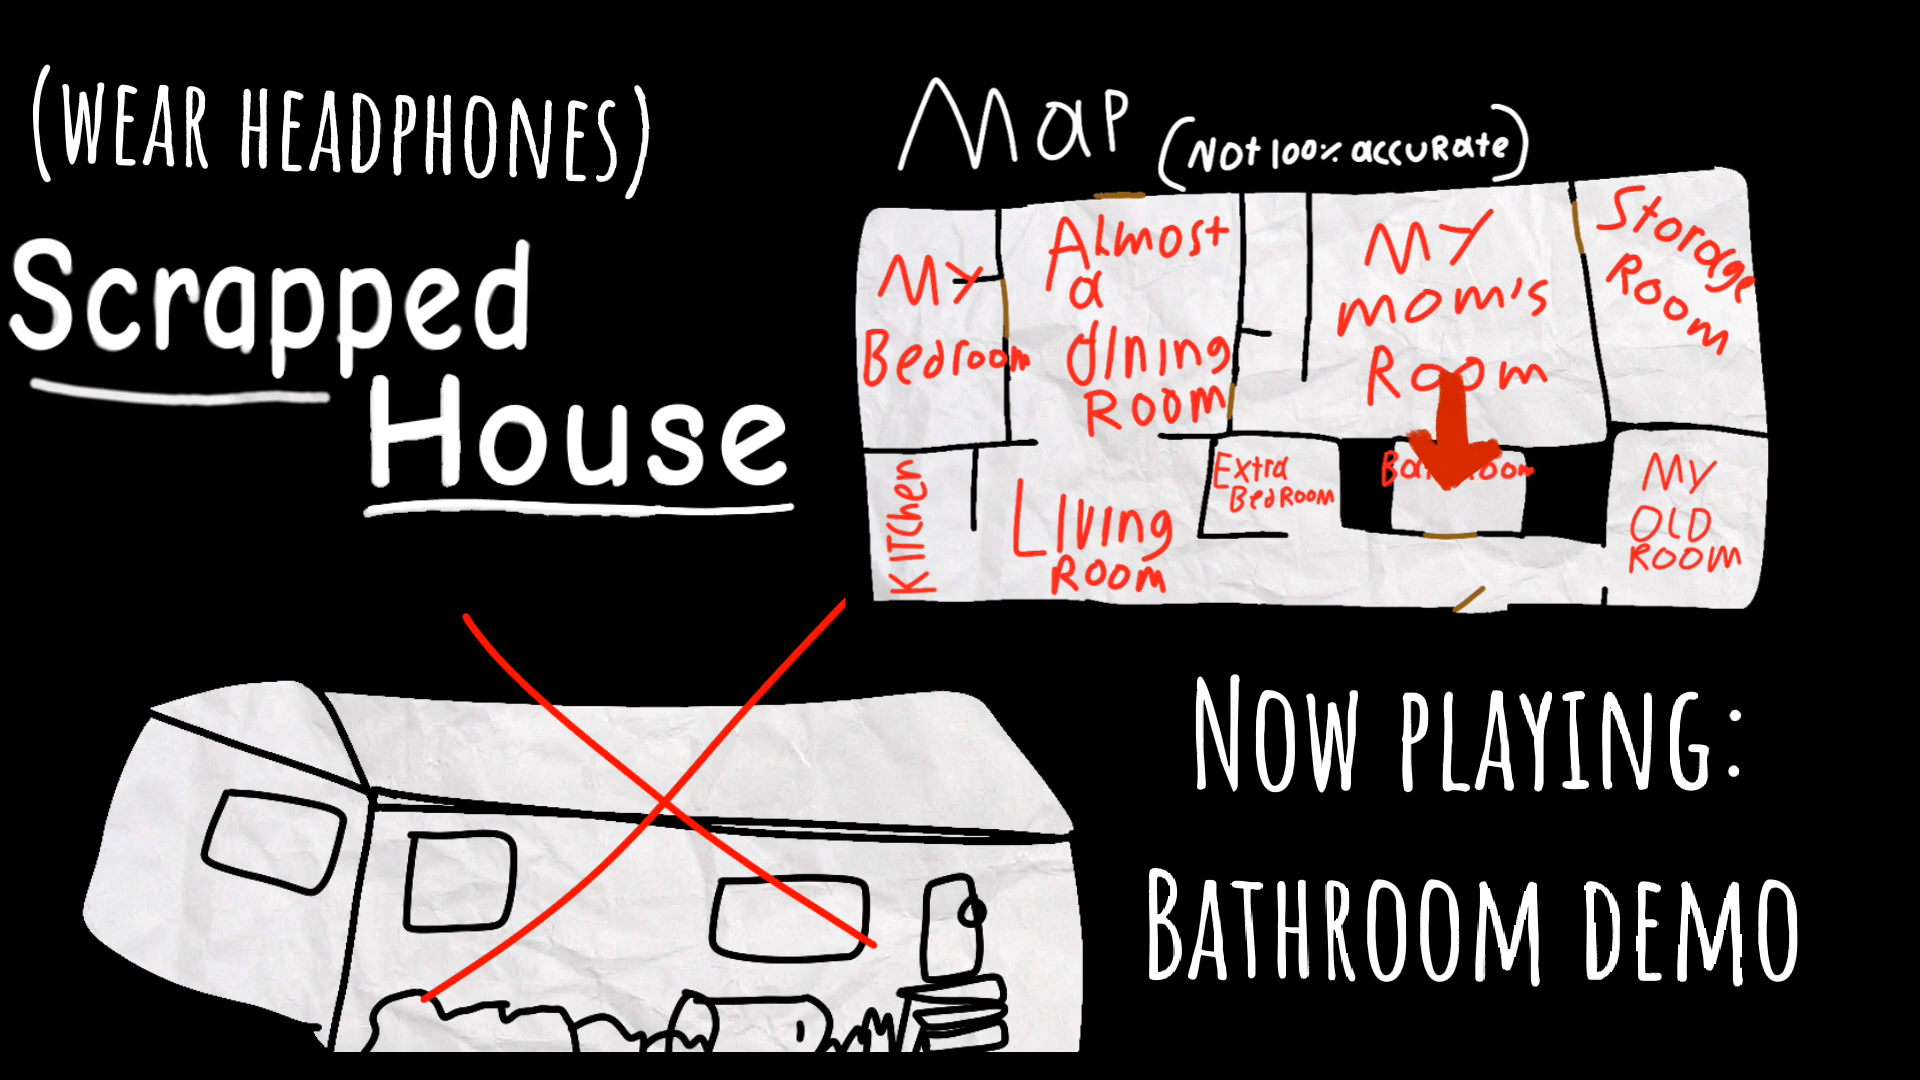 (WEAR HEADPHONES)
Scrapped
House
Map
(Not 100% accurate)
My
Bedroom
Almost
a
dining
Room
My
mom's
Room
Storage
Room
Kitchen
Living
Room
Extra
BedRoom
Bathroom
My
OLD
Room
NOW PLAYING:
BATHROOM DEMO